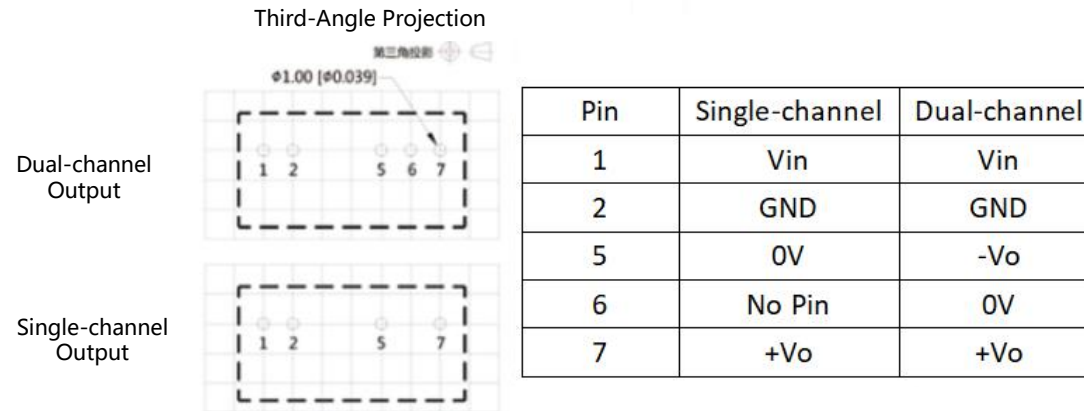 Third-Angle Projection
第三角投影
ϕ1.00 [ϕ0.039]
Dual-channel
Output
1 2 5 6 7
Single-channel
Output
1 2 5 7
Pin Single-channel Dual-channel
1 Vin Vin
2 GND GND
5 0V -Vo
6 No Pin 0V
7 +Vo +Vo